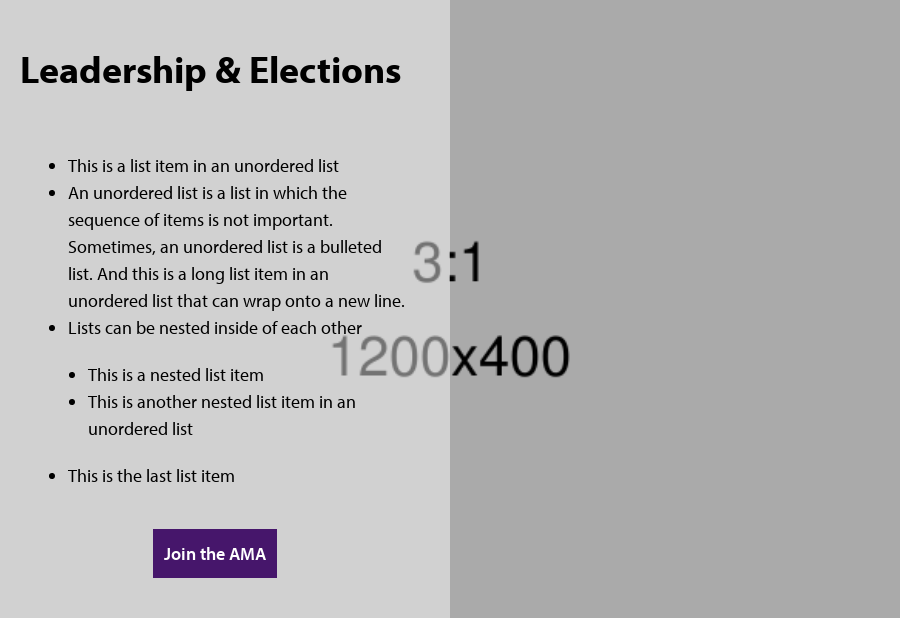 Leadership & Elections
• This is a list item in an unordered list
• An unordered list is a list in which the
sequence of items is not important.
Sometimes, an unordered list is a bulleted
list. And this is a long list item in an
unordered list that can wrap onto a new line.
• Lists can be nested inside of each other
• This is a nested list item
• This is another nested list item in an
unordered list
• This is the last list item
Join the AMA
3:1
1200x400